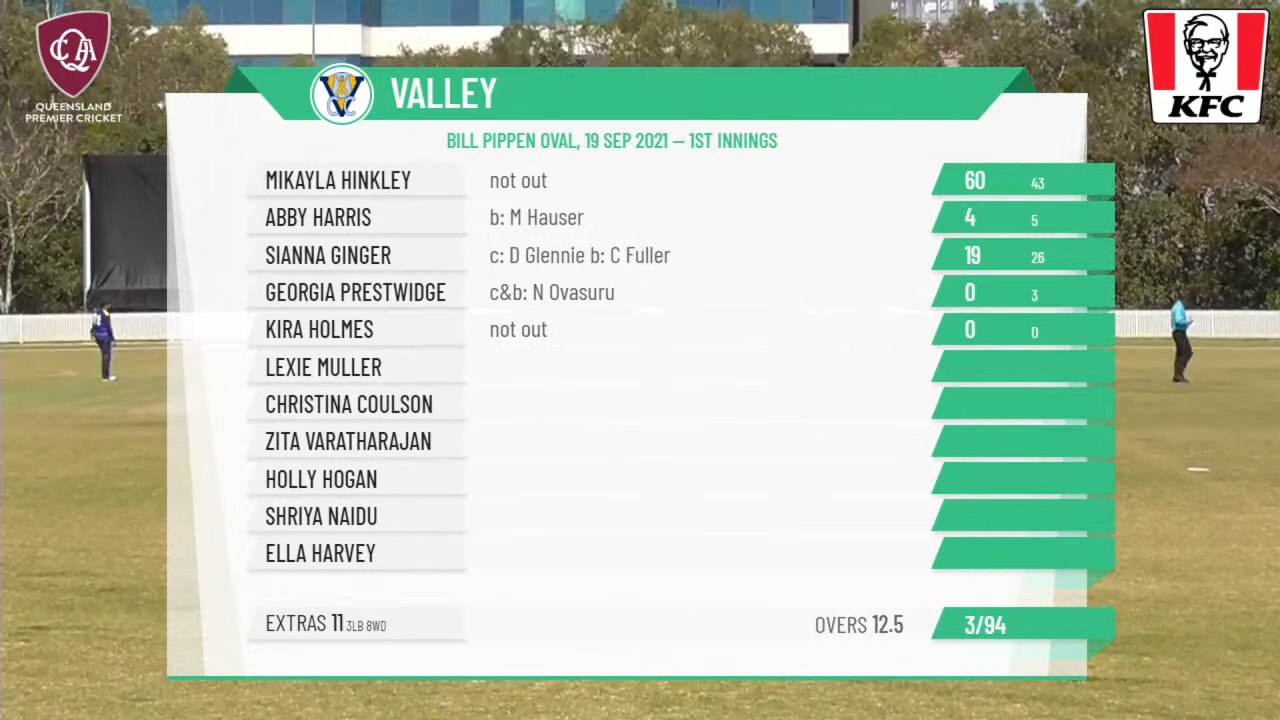 QUEENSLAND
PREMIER CRICKET
KFC
VALLEY
BILL PIPPEN OVAL, 19 SEP 2021 – 1ST INNINGS
MIKAYLA HINKLEY not out 60 43
ABBY HARRIS b: M Hauser 4 5
SIANNA GINGER c: D Glennie b: C Fuller 19 26
GEORGIA PRESTWIDGE c&b: N Ovasuru 0 3
KIRA HOLMES not out 0 0
LEXIE MULLER
CHRISTINA COULSON
ZITA VARATHARAJAN
HOLLY HOGAN
SHRIYA NAIDU
ELLA HARVEY
EXTRAS 11 3LB 8WD OVERS 12.5 3/94